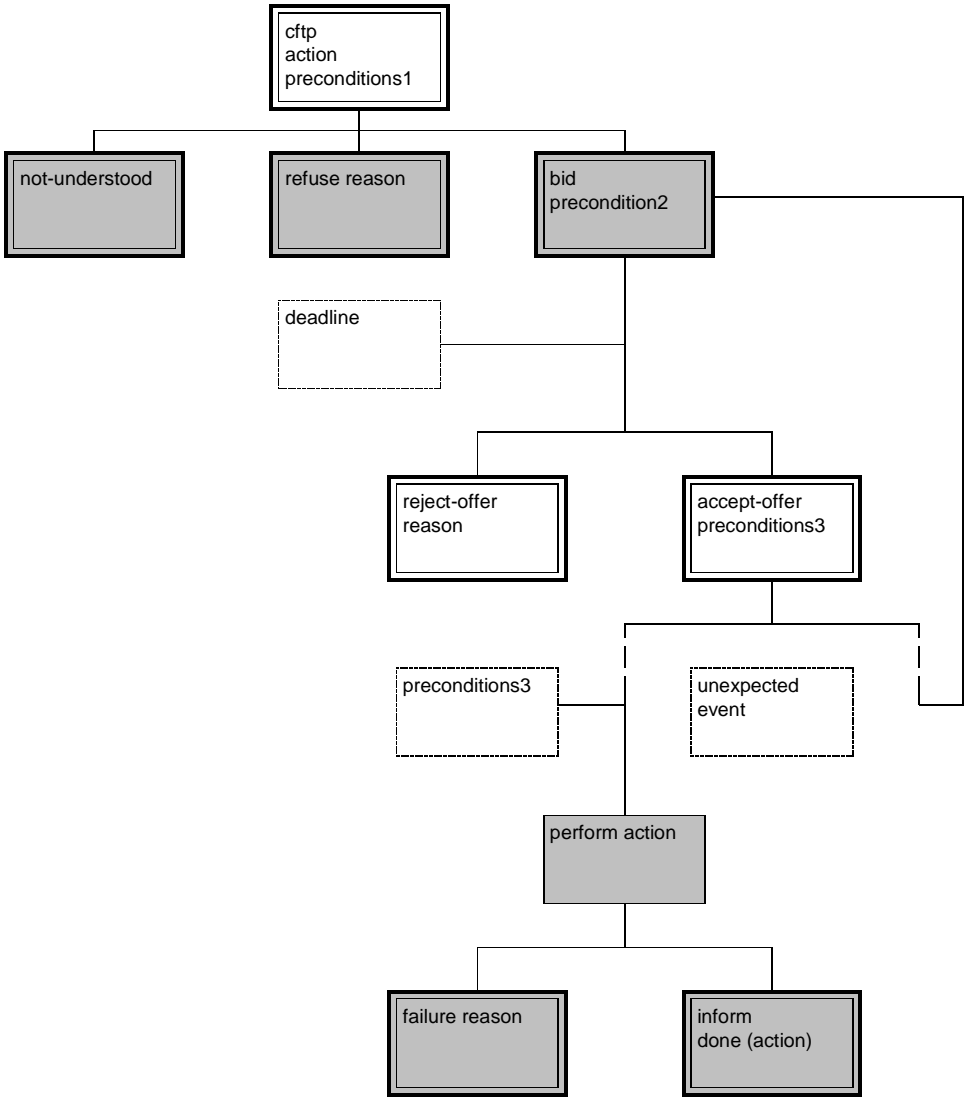 cftp
action
preconditions1
not-understood
refuse reason
bid
precondition2
deadline
reject-offer
reason
accept-offer
preconditions3
preconditions3
unexpected
event
perform action
failure reason
inform
done (action)